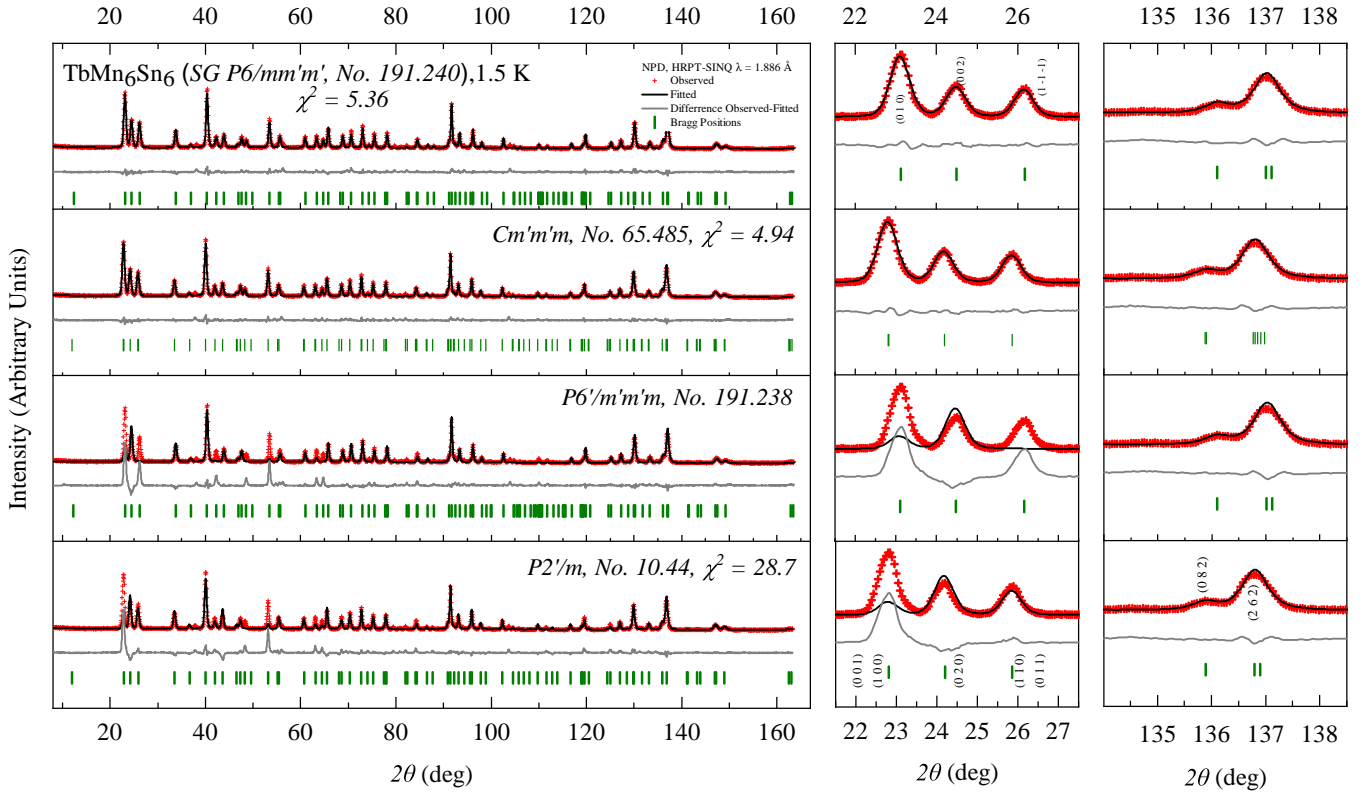 20 40 60 80 100 120 140 160
22 24 26
135 136 137 138
TbMn6Sn6 (SG P6/mm'm', No. 191.240),1.5 K
χ2 = 5.36
NPD, HRPT-SINQ λ = 1.886 Å
Observed
Fitted
Difference Observed-Fitted
Bragg Positions
(0 1 0)
(0 0 2)
(1 -1 -1)
Cm'm'm, No. 65.485, χ2 = 4.94
P6'/m'm'm, No. 191.238
P2'/m, No. 10.44, χ2 = 28.7
(0 0 1)
(1 0 0)
(0 2 0)
(1 1 0)
(0 1 1)
(0 8 2)
(2 6 2)
Intensity (Arbitrary Units)
20 40 60 80 100 120 140 160
22 23 24 25 26 27
135 136 137 138
2θ (deg)
2θ (deg)
2θ (deg)